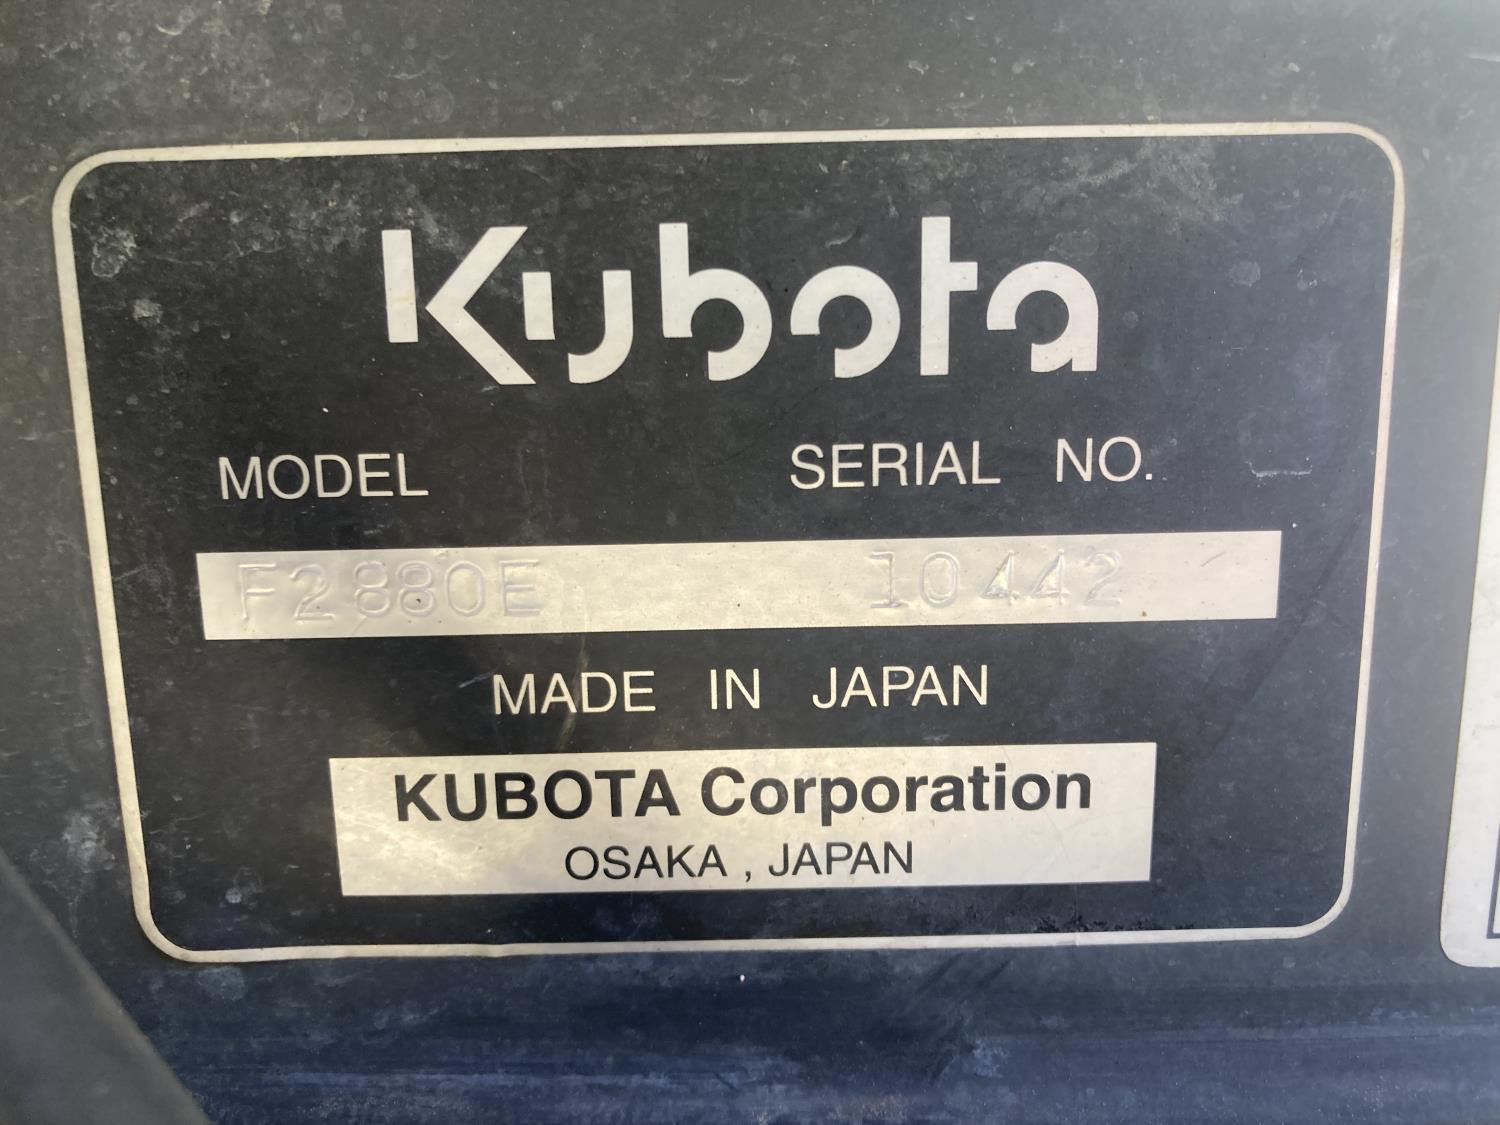 Kubota
MODEL SERIAL NO.
F2880E 10442
MADE IN JAPAN
KUBOTA Corporation
OSAKA , JAPAN